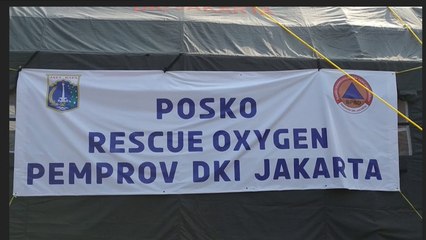 POSKO
RESCUE OXYGEN
PEMPROV DKI JAKARTA